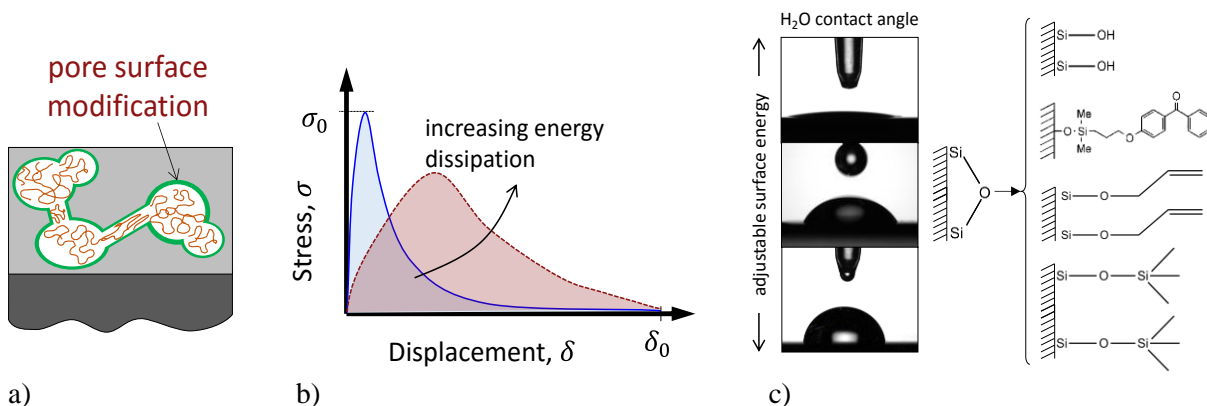 pore surface
modification
a)
σ₀
increasing energy
dissipation
Stress, σ
Displacement, δ
δ₀
b)
H₂O contact angle
adjustable surface energy
c)
Si
O
Si
Si OH
Si OH
Me
O Si O
Me
O
Si O
Si O
Si O Si
Si O Si